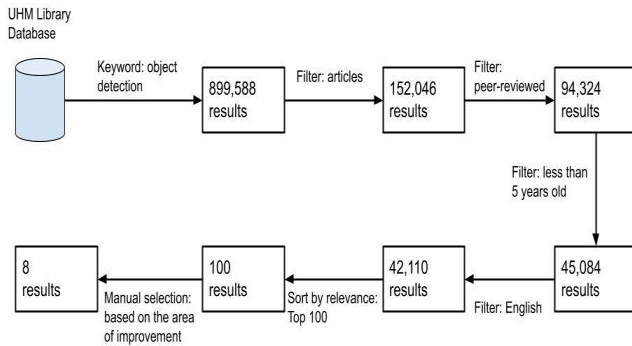 UHM Library
Database
Keyword: object
detection
899,588
results
Filter: articles
152,046
results
Filter:
peer-reviewed
94,324
results
Filter: less than
5 years old
45,084
results
Filter: English
42,110
results
Sort by relevance:
Top 100
100
results
Manual selection:
based on the area
of improvement
8
results